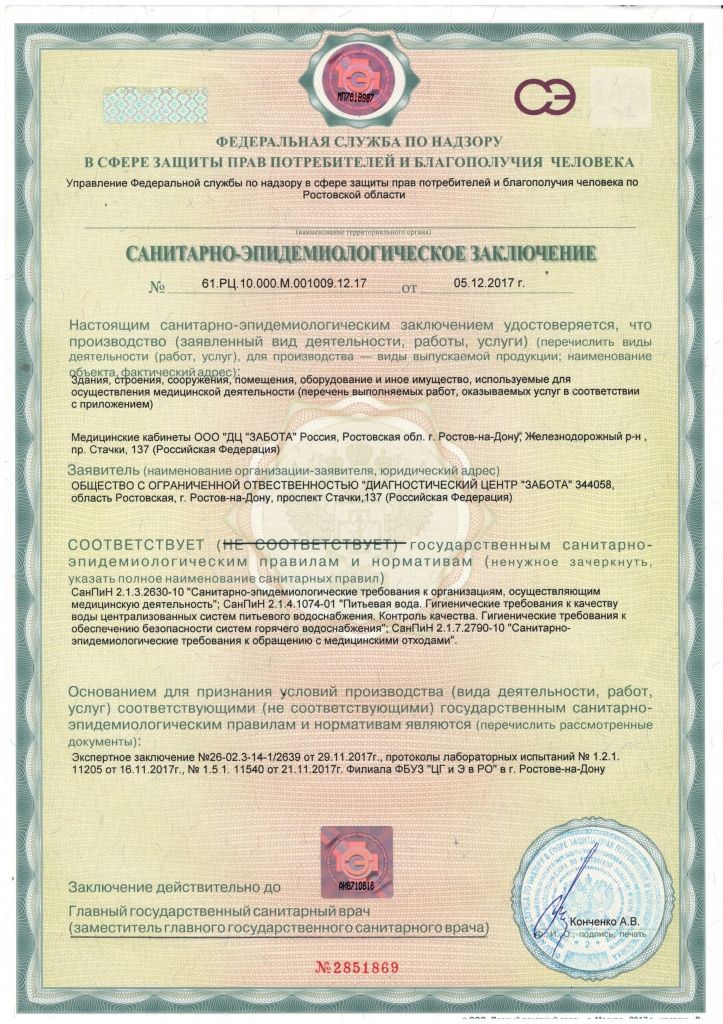 МП7618987
СЭ
ФЕДЕРАЛЬНАЯ СЛУЖБА ПО НАДЗОРУ
В СФЕРЕ ЗАЩИТЫ ПРАВ ПОТРЕБИТЕЛЕЙ И БЛАГОПОЛУЧИЯ ЧЕЛОВЕКА
Управление Федеральной службы по надзору в сфере защиты прав потребителей и благополучия человека по
Ростовской области
(наименование территориального органа)
САНИТАРНО-ЭПИДЕМИОЛОГИЧЕСКОЕ ЗАКЛЮЧЕНИЕ
№ 61.РЦ.10.000.М.001009.12.17 от 05.12.2017 г.
Настоящим санитарно-эпидемиологическим заключением удостоверяется, что
производство (заявленный вид деятельности, работы, услуги) (перечислить виды
деятельности (работ, услуг), для производства — виды выпускаемой продукции; наименование
объекта, фактический адрес):
Здания, строения, сооружения, помещения, оборудование и иное имущество, используемые для
осуществления медицинской деятельности (перечень выполняемых работ, оказываемых услуг в соответствии
с приложением)
Медицинские кабинеты ООО "ДЦ "ЗАБОТА" Россия, Ростовская обл. г. Ростов-на-Дону, Железнодорожный р-н ,
пр. Стачки, 137 (Российская Федерация)
Заявитель (наименование организации-заявителя, юридический адрес)
ОБЩЕСТВО С ОГРАНИЧЕННОЙ ОТВЕСТВЕННОСТЬЮ "ДИАГНОСТИЧЕСКИЙ ЦЕНТР "ЗАБОТА" 344058,
область Ростовская, г. Ростов-на-Дону, проспект Стачки,137 (Российская Федерация)
СООТВЕТСТВУЕТ (НЕ СООТВЕТСТВУЕТ) государственным санитарно-
эпидемиологическим правилам и нормативам (ненужное зачеркнуть,
указать полное наименование санитарных правил)
СанПиН 2.1.3.2630-10 "Санитарно-эпидемиологические требования к организациям, осуществляющим
медицинскую деятельность"; СанПиН 2.1.4.1074-01 "Питьевая вода. Гигиенические требования к качеству
воды централизованных систем питьевого водоснабжения. Контроль качества. Гигиенические требования к
обеспечению безопасности систем горячего водоснабжения"; СанПиН 2.1.7.2790-10 "Санитарно-
эпидемиологические требования к обращению с медицинскими отходами".
Основанием для признания условий производства (вида деятельности, работ,
услуг) соответствующими (не соответствующими) государственным санитарно-
эпидемиологическим правилам и нормативам являются (перечислить рассмотренные
документы):
Экспертное заключение №26-02.3-14-1/2639 от 29.11.2017г., протоколы лабораторных испытаний № 1.2.1.
11205 от 16.11.2017г., № 1.5 1. 11540 от 21.11.2017г. Филиала ФБУЗ "ЦГ и Э в РО" в г. Ростове-на-Дону
АН6710818
Заключение действительно до
Главный государственный санитарный врач
(заместитель главного государственного санитарного врача)
Конченко А.В.
Ф. И. О., подпись, печать
№2851869